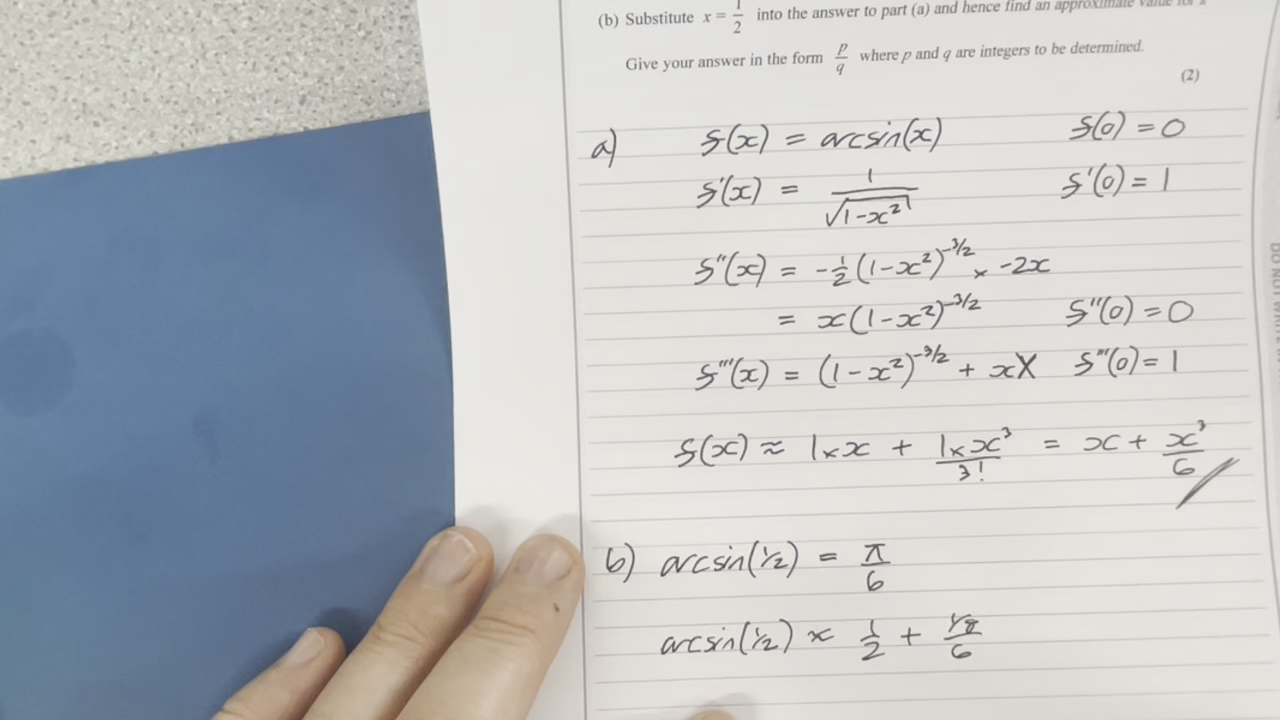 (b) Substitute x = 1/2 into the answer to part (a) and hence find an approximate value for
Give your answer in the form p/q where p and q are integers to be determined.
(2)
a) f(x) = arcsin(x) f(0) = 0
f'(x) = 1/√(1-x²) f'(0) = 1
f''(x) = -½(1-x²)^(-3/2) × -2x
= x(1-x²)^(-3/2) f''(0) = 0
f'''(x) = (1-x²)^(-3/2) + xX f'''(0) = 1
f(x) ≈ 1×x + 1×x³/3! = x + x³/6
b) arcsin(1/2) = π/6
arcsin(1/2) ≈ 1/2 + (1/8)/6